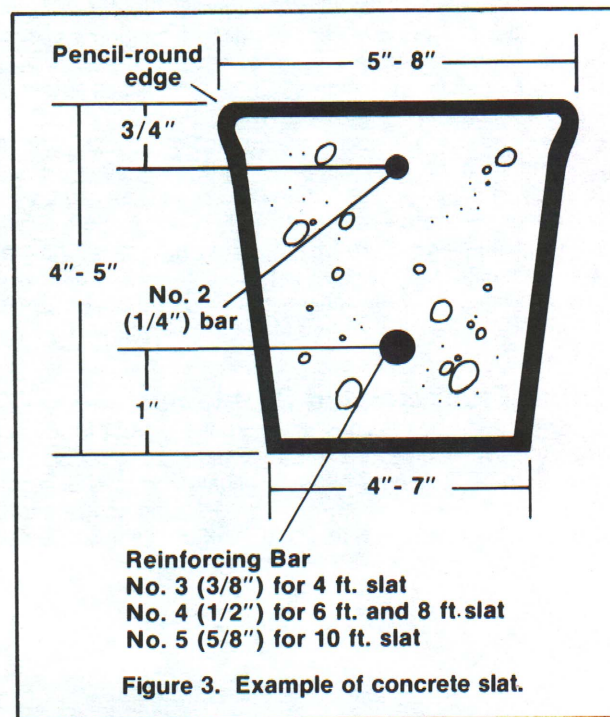 Pencil-round
edge
5″- 8″
3/4″
4″- 5″
No. 2
(1/4″) bar
1″
4″- 7″
Reinforcing Bar
No. 3 (3/8″) for 4 ft. slat
No. 4 (1/2″) for 6 ft. and 8 ft. slat
No. 5 (5/8″) for 10 ft. slat
Figure 3. Example of concrete slat.